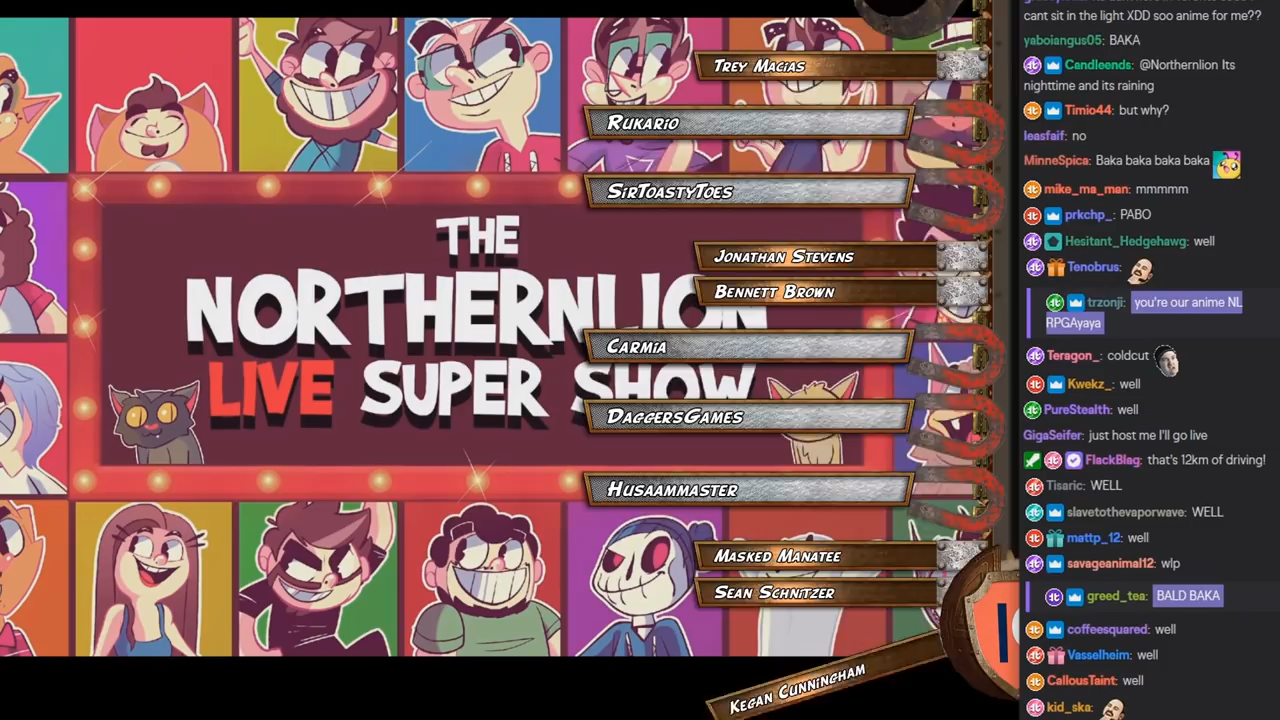 THE
NORTHERNLION
LIVE SUPER SHOW
Trey Macias
Rukario
SirToastyToes
Jonathan Stevens
Bennett Brown
Carmia
DaggersGames
Husaammaster
Masked Manatee
Sean Schnitzer
Kegan Cunningham
cant sit in the light XDD soo anime for me??
yaboiangus05: BAKA
Candleends: @Northernlion Its
nighttime and its raining
Timio44: but why?
leasfaif: no
MinneSpica: Baka baka baka baka
mike_ma_man: mmmmm
prkchp_: PABO
Hesitant_Hedgehawg: well
Tenobrus:
trzonji: you're our anime NL
RPGAyaya
Teragon_: coldcut
Kwekz_: well
PureStealth: well
GigaSeifer: just host me I'll go live
FlackBlag: that's 12km of driving!
Tisaric: WELL
slavetothevaporwave: WELL
mattp_12: well
savageanimal12: wlp
greed_tea: BALD BAKA
coffeesquared: well
Vasselheim: well
CallousTaint: well
kid_ska: